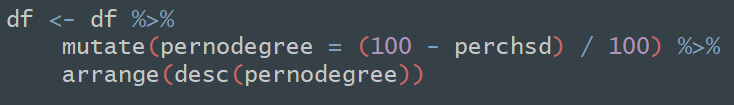 df <- df %>%
    mutate(pernodegree = (100 - perchsd) / 100) %>%
    arrange(desc(pernodegree))